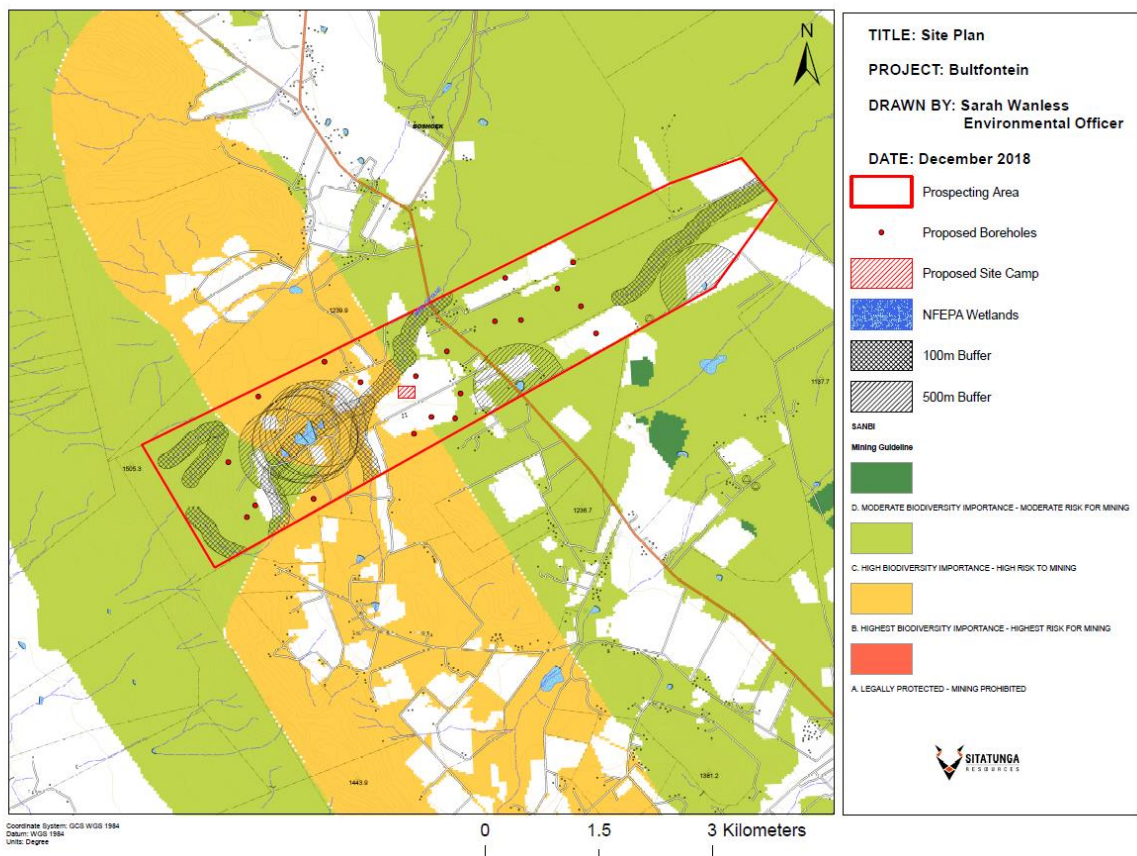 N
BOSHOEK
1239.9
1505.3
1137.7
1298.7
1443.9
1381.2
TITLE: Site Plan
PROJECT: Bultfontein
DRAWN BY: Sarah Wanless
Environmental Officer
DATE: December 2018
Prospecting Area
Proposed Boreholes
Proposed Site Camp
NFEPA Wetlands
100m Buffer
500m Buffer
SANBI
Mining Guideline
D. MODERATE BIODIVERSITY IMPORTANCE - MODERATE RISK FOR MINING
C. HIGH BIODIVERSITY IMPORTANCE - HIGH RISK TO MINING
B. HIGHEST BIODIVERSITY IMPORTANCE - HIGHEST RISK FOR MINING
A. LEGALLY PROTECTED - MINING PROHIBITED
SITATUNGA
RESOURCES
Coordinate System: GCS WGS 1984
Datum: WGS 1984
Units: Degree
0 1.5 3 Kilometers